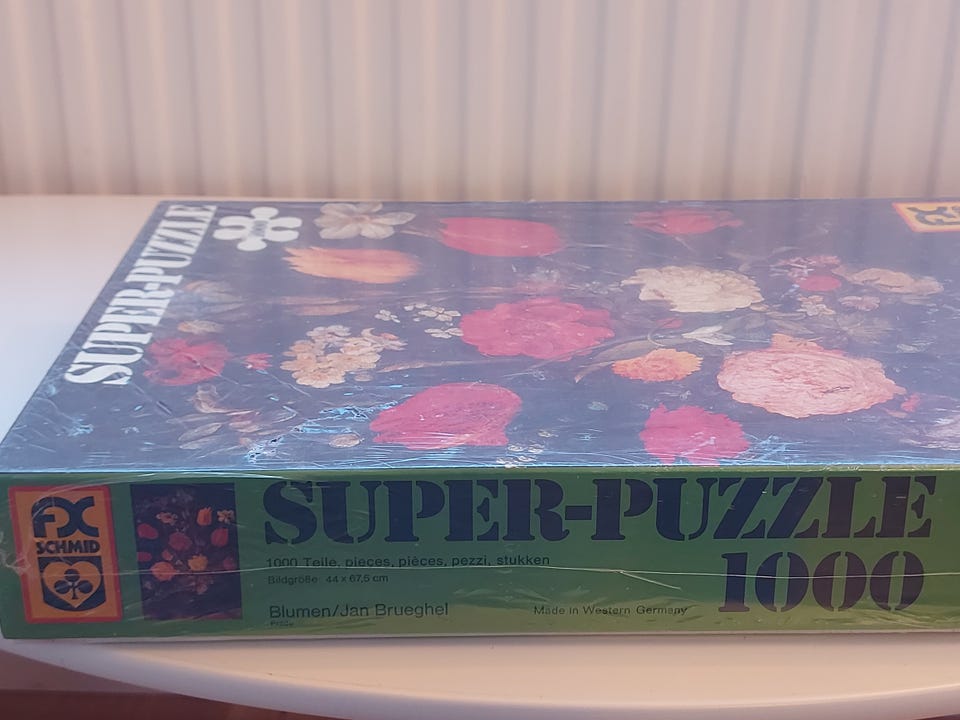 SUPER-PUZZLE
FX
SCHMID
SUPER-PUZZLE
1000
1000 Teile, pieces, pièces, pezzi, stukken
Bildgröße 44 x 67,5 cm
Blumen/Jan Brueghel
Made in Western Germany